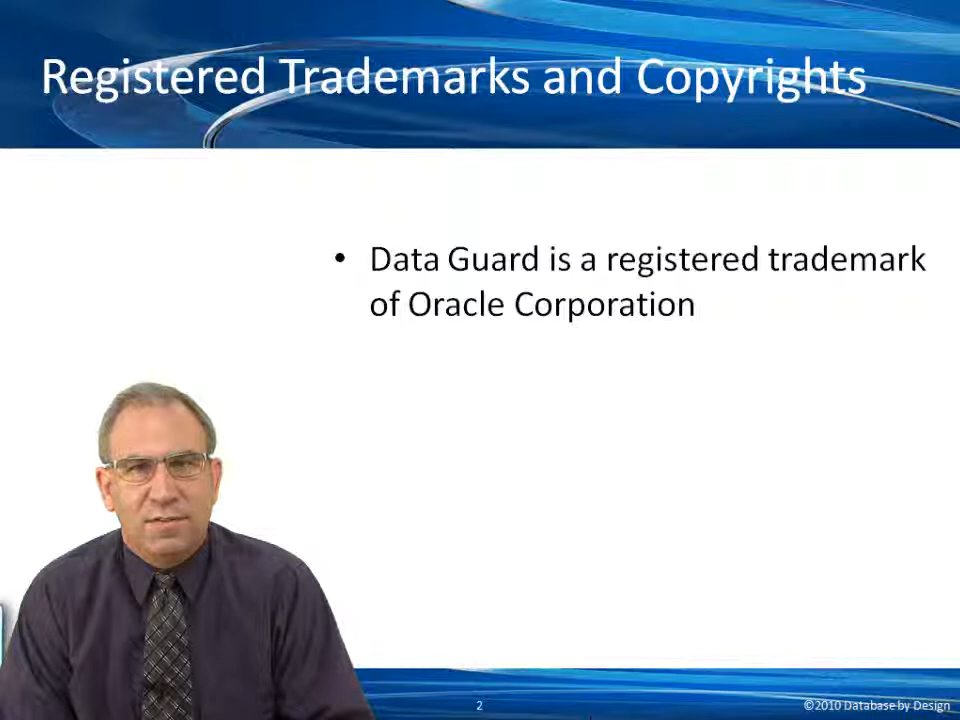 Registered Trademarks and Copyrights
• Data Guard is a registered trademark
of Oracle Corporation
2
©2010 Database by Design